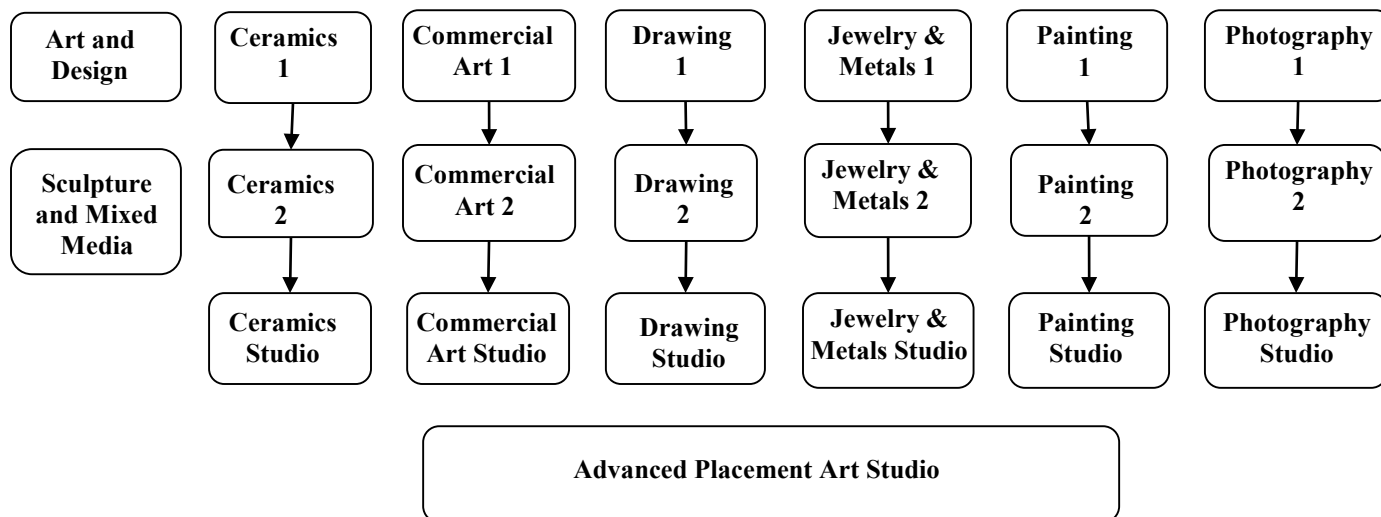 Art and
Design
Ceramics
1
Commercial
Art 1
Drawing
1
Jewelry &
Metals 1
Painting
1
Photography
1
Sculpture
and Mixed
Media
Ceramics
2
Commercial
Art 2
Drawing
2
Jewelry &
Metals 2
Painting
2
Photography
2
Ceramics
Studio
Commercial
Art Studio
Drawing
Studio
Jewelry &
Metals Studio
Painting
Studio
Photography
Studio
Advanced Placement Art Studio